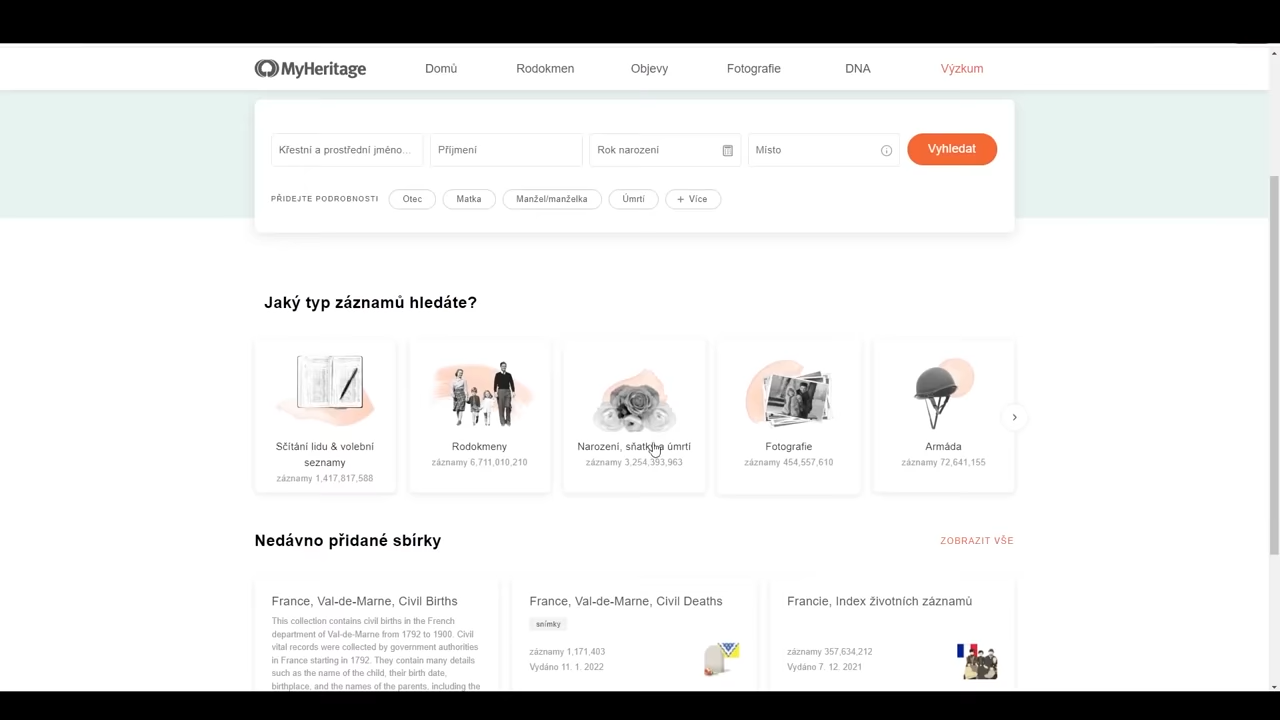 MyHeritage Domů Rodokmen Objevy Fotografie DNA Výzkum
Křestní a prostřední jméno... Příjmení Rok narození Místo Vyhledat
PŘIDEJTE PODROBNOSTI Otec Matka Manžel/manželka Úmrtí + Více
Jaký typ záznamů hledáte?
Sčítání lidu & volební
seznamy
záznamy 1,417,817,588
Rodokmeny
záznamy 6,711,010,210
Narození, sňatky a úmrtí
záznamy 3,254,393,963
Fotografie
záznamy 454,557,610
Armáda
záznamy 72,641,155
Nedávno přidané sbírky ZOBRAZIT VŠE
France, Val-de-Marne, Civil Births
This collection contains civil births in the French
department of Val-de-Marne from 1792 to 1900. Civil
vital records were collected by government authorities
in France starting in 1792. They contain many details
such as the name of the child, their birth date,
birthplace, and the names of the parents, including the
France, Val-de-Marne, Civil Deaths
snímky
záznamy 1,171,403
Vydáno 11. 1. 2022
Francie, Index životních záznamů
záznamy 357,634,212
Vydáno 7. 12. 2021